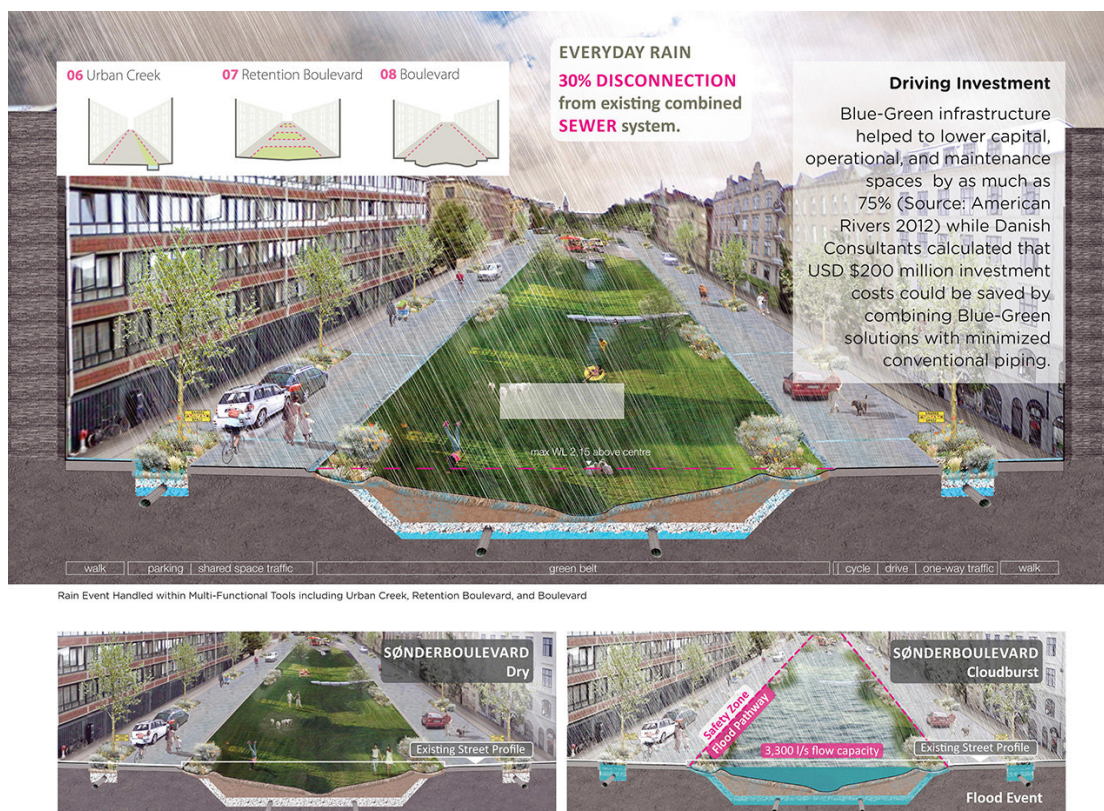 06 Urban Creek
07 Retention Boulevard
08 Boulevard
EVERYDAY RAIN
30% DISCONNECTION
from existing combined
SEWER system.
Driving Investment
Blue-Green infrastructure
helped to lower capital,
operational, and maintenance
spaces by as much as
75% (Source: American
Rivers 2012) while Danish
Consultants calculated that
USD $200 million investment
costs could be saved by
combining Blue-Green
solutions with minimized
conventional piping.
max WL 2,15 above centre
walk
parking | shared space traffic
green belt
cycle | drive | one-way traffic
walk
Rain Event Handled within Multi-Functional Tools including Urban Creek, Retention Boulevard, and Boulevard
SØNDERBOULEVARD
Dry
Existing Street Profile
SØNDERBOULEVARD
Cloudburst
Safety Zone
Flood Pathway
3,300 l/s flow capacity
Existing Street Profile
Flood Event